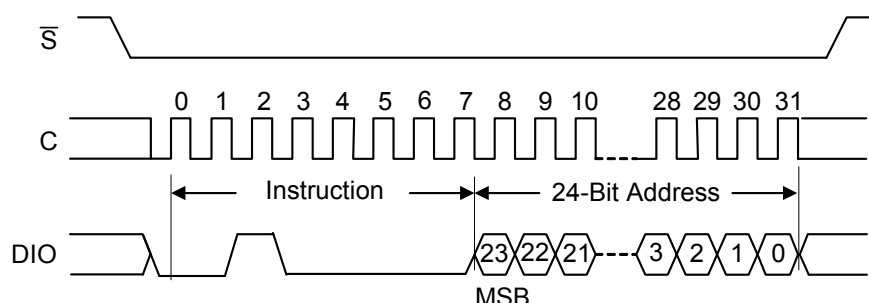 S
0 1 2 3 4 5 6 7 8 9 10 28 29 30 31
C
Instruction 24-Bit Address
DIO 23 22 21 3 2 1 0
MSB